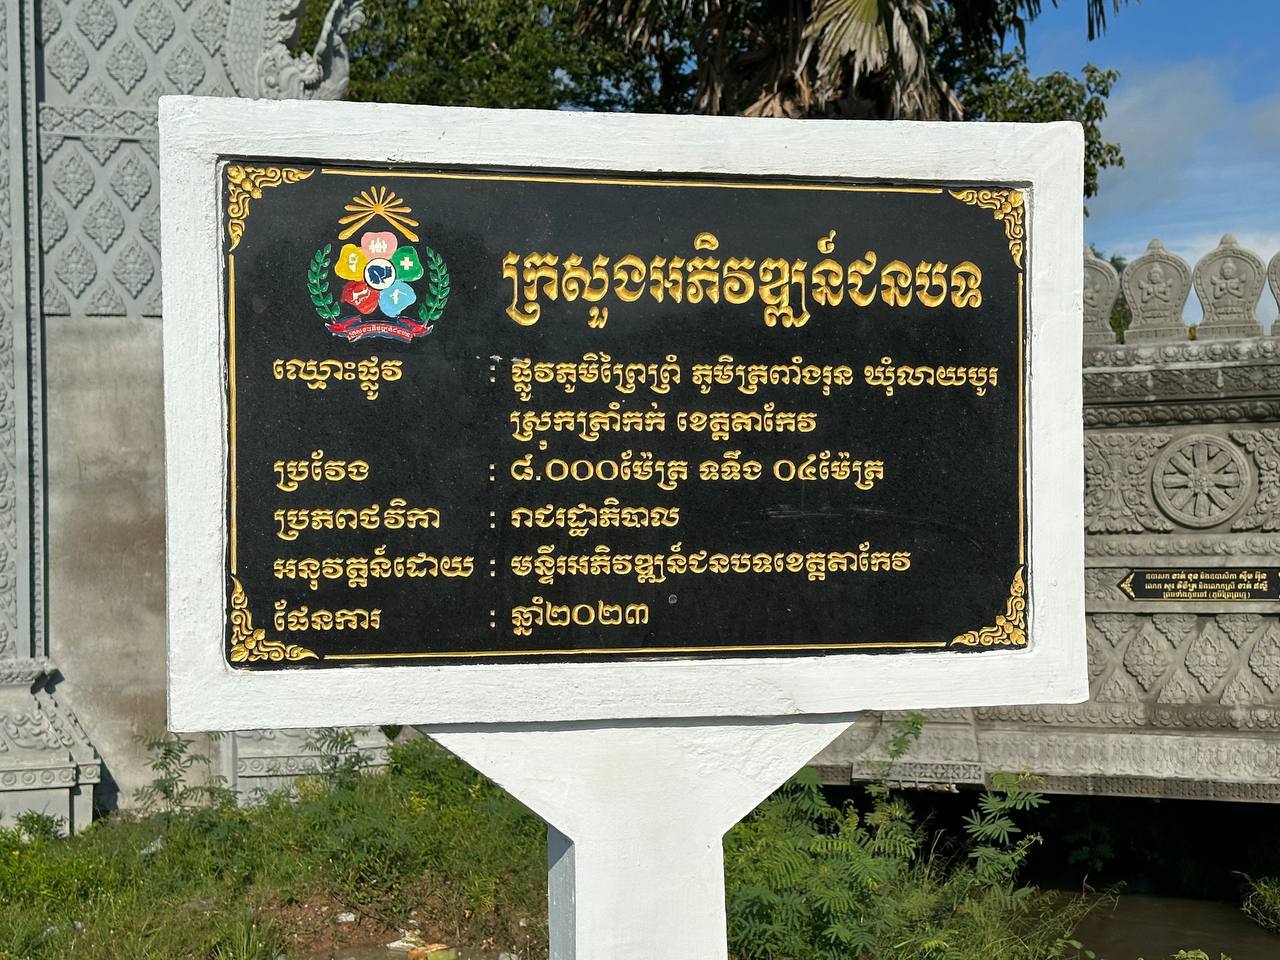 ក្រសួងអភិវឌ្ឍន៍ជនបទ
ឈ្មោះផ្លូវ : ផ្លូវភូមិព្រៃព្រំ ភូមិត្រពាំងរុន ឃុំលាយបូរ
ស្រុកត្រាំកក់ ខេត្តតាកែវ
ប្រវែង : ៨.០០០ម៉ែត្រ ទទឹង ០៤ម៉ែត្រ
ប្រភពថវិកា : រាជរដ្ឋាភិបាល
អនុវត្តន៍ដោយ : មន្ទីរអភិវឌ្ឍន៍ជនបទខេត្តតាកែវ
ផែនការ : ឆ្នាំ២០២៣